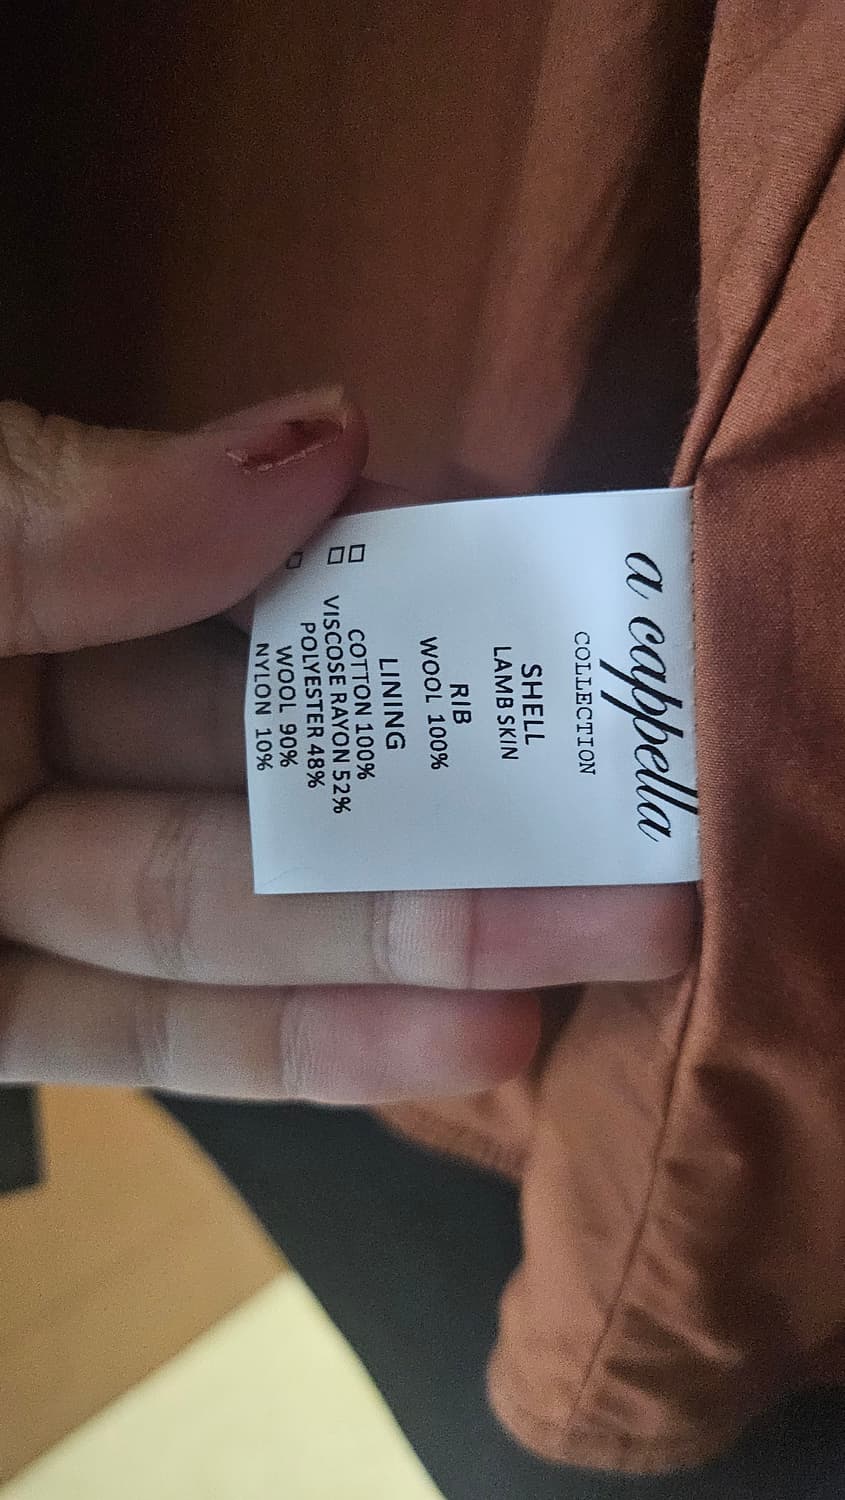 a cappella
COLLECTION
SHELL
LAMB SKIN
RIB
WOOL 100%
LINING
☐ COTTON 100%
☐ VISCOSE RAYON 52%
POLYESTER 48%
☐ WOOL 90%
NYLON 10%